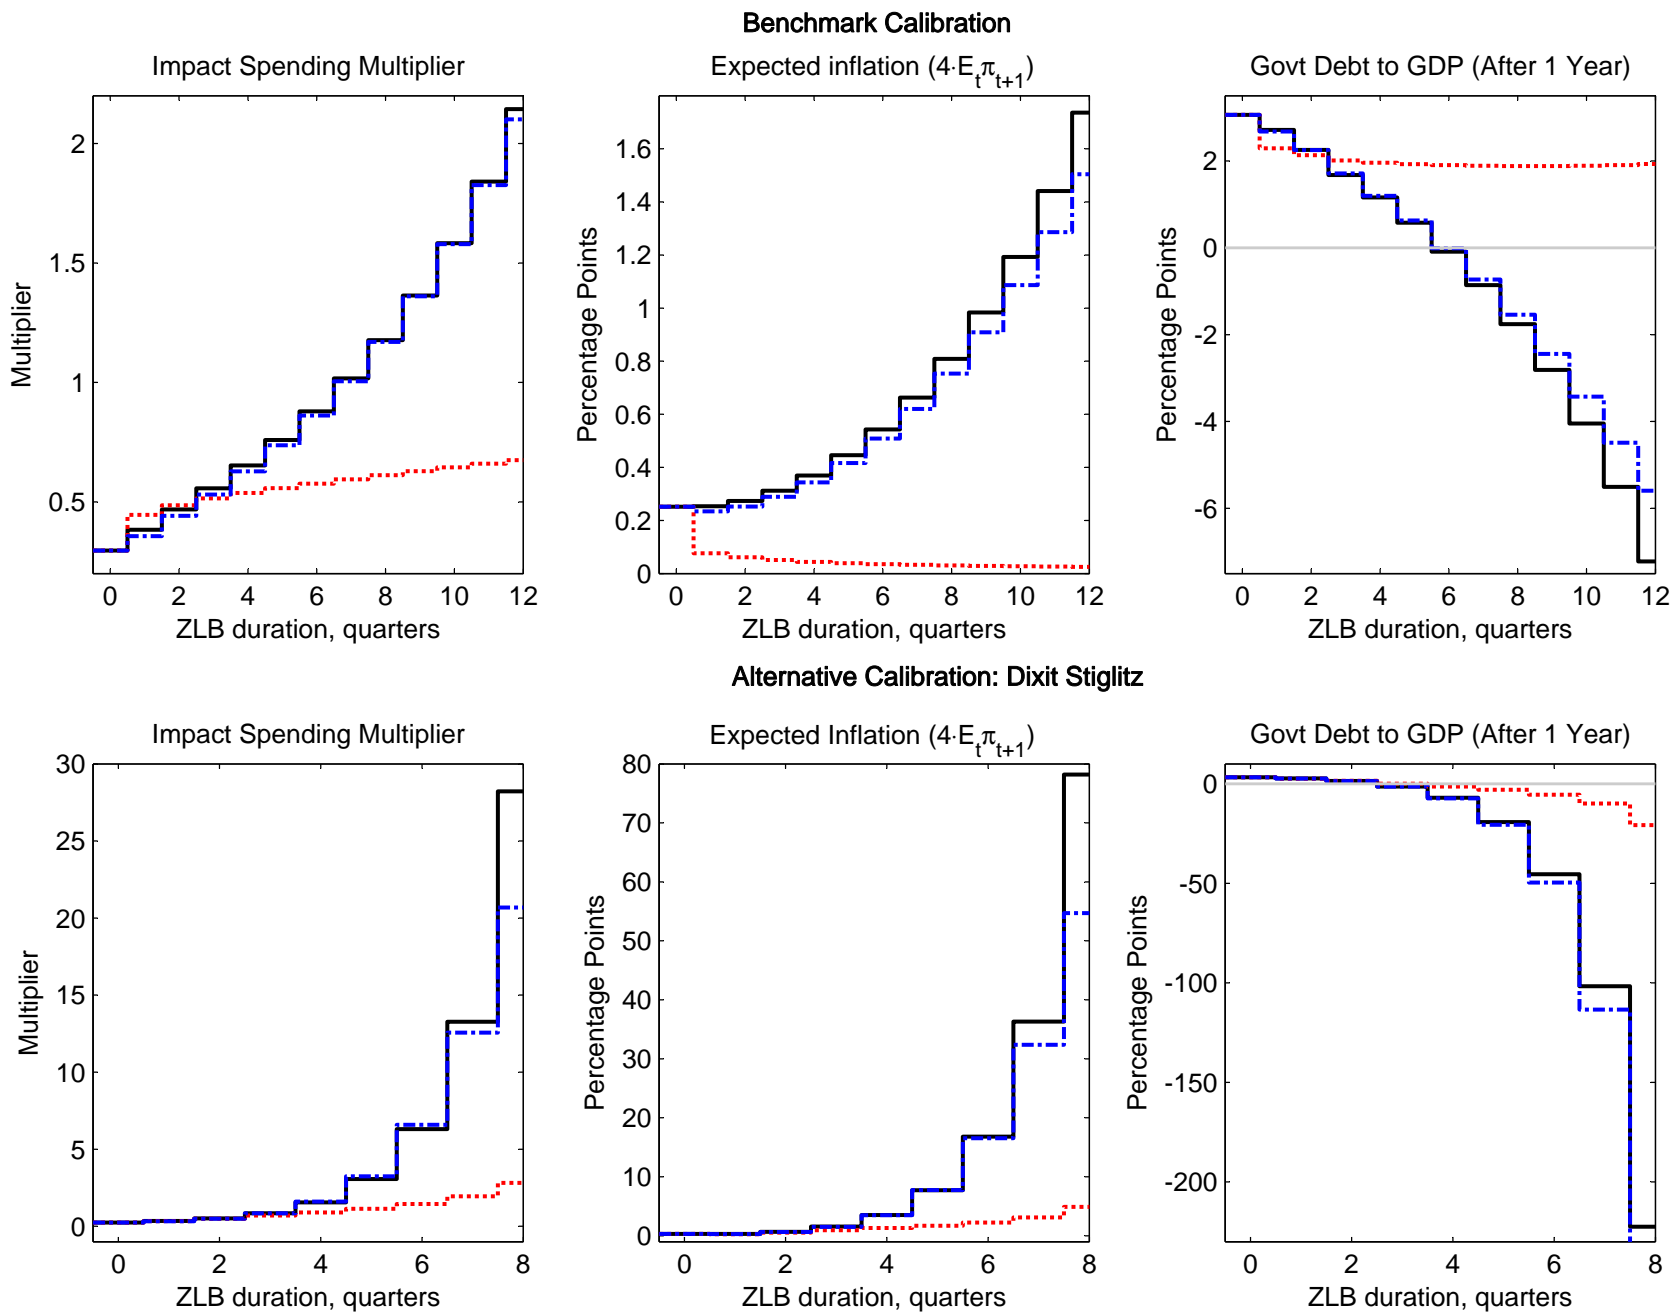 Benchmark Calibration
Impact Spending Multiplier
Expected inflation (4·E_tπ_{t+1})
Govt Debt to GDP (After 1 Year)
Multiplier
2
1.5
1
0.5
0 2 4 6 8 10 12
ZLB duration, quarters
Percentage Points
1.6
1.4
1.2
1
0.8
0.6
0.4
0.2
0
0 2 4 6 8 10 12
ZLB duration, quarters
Percentage Points
2
0
-2
-4
-6
0 2 4 6 8 10 12
ZLB duration, quarters
Alternative Calibration: Dixit Stiglitz
Impact Spending Multiplier
Expected Inflation (4·E_tπ_{t+1})
Govt Debt to GDP (After 1 Year)
Multiplier
30
25
20
15
10
5
0
0 2 4 6 8
ZLB duration, quarters
Percentage Points
80
70
60
50
40
30
20
10
0
0 2 4 6 8
ZLB duration, quarters
Percentage Points
0
-50
-100
-150
-200
0 2 4 6 8
ZLB duration, quarters